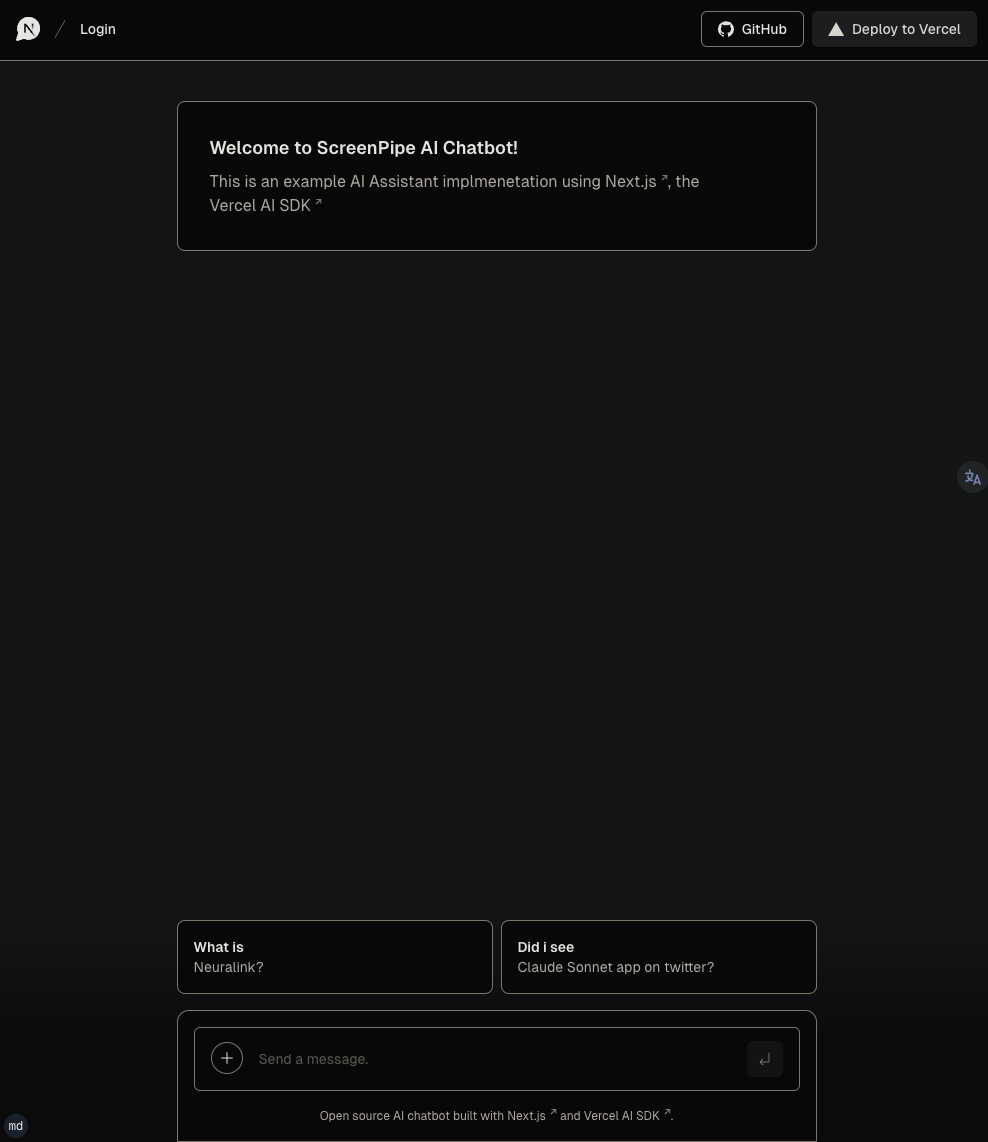 N
Login
GitHub
Deploy to Vercel
Welcome to ScreenPipe AI Chatbot!
This is an example AI Assistant implmenetation using Next.js ↗, the
Vercel AI SDK ↗
文A
What is
Neuralink?
Did i see
Claude Sonnet app on twitter?
Send a message.
Open source AI chatbot built with Next.js ↗ and Vercel AI SDK ↗.
md